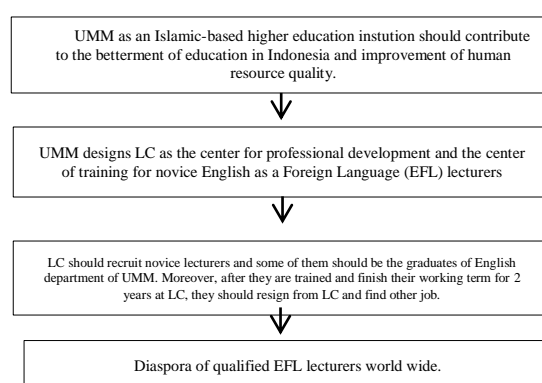 UMM as an Islamic-based higher education instution should contribute
to the betterment of education in Indonesia and improvement of human
resource quality.
UMM designs LC as the center for professional development and the center
of training for novice English as a Foreign Language (EFL) lecturers
LC should recruit novice lecturers and some of them should be the graduates of English
department of UMM. Moreover, after they are trained and finish their working term for 2
years at LC, they should resign from LC and find other job.
Diaspora of qualified EFL lecturers world wide.